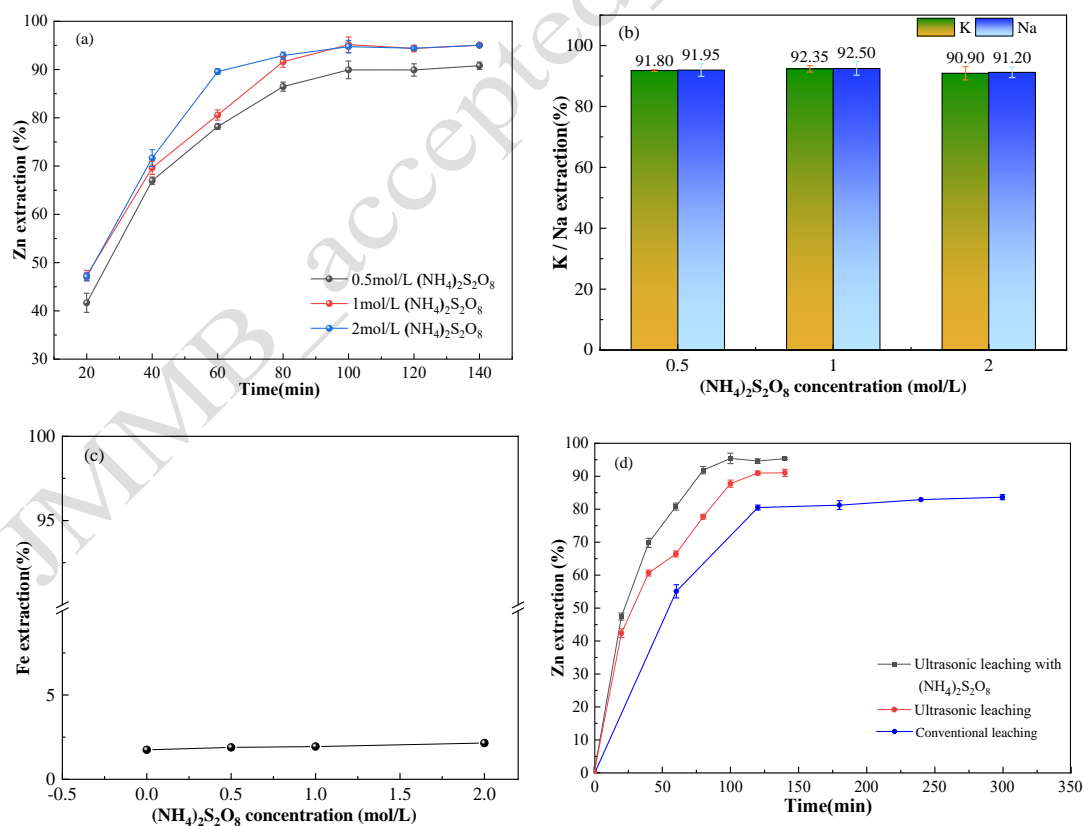 JMMB_accepted
(a)
Zn extraction (%)
100
95
90
80
70
60
50
40
30
0.5mol/L (NH4)2S2O8
1mol/L (NH4)2S2O8
2mol/L (NH4)2S2O8
20 40 60 80 100 120 140
Time(min)
(b)
K Na
K / Na extraction(%)
100
80
60
40
20
0
91.80 91.95 92.35 92.50 90.90 91.20
0.5 1 2
(NH4)2S2O8 concentration (mol/L)
(c)
Fe extraction(%)
100
95
5
0
-0.5 0.0 0.5 1.0 1.5 2.0
(NH4)2S2O8 concentration (mol/L)
(d)
Zn extraction (%)
100
90
80
70
60
50
40
30
20
10
0
Ultrasonic leaching with
(NH4)2S2O8
Ultrasonic leaching
Conventional leaching
0 50 100 150 200 250 300 350
Time(min)